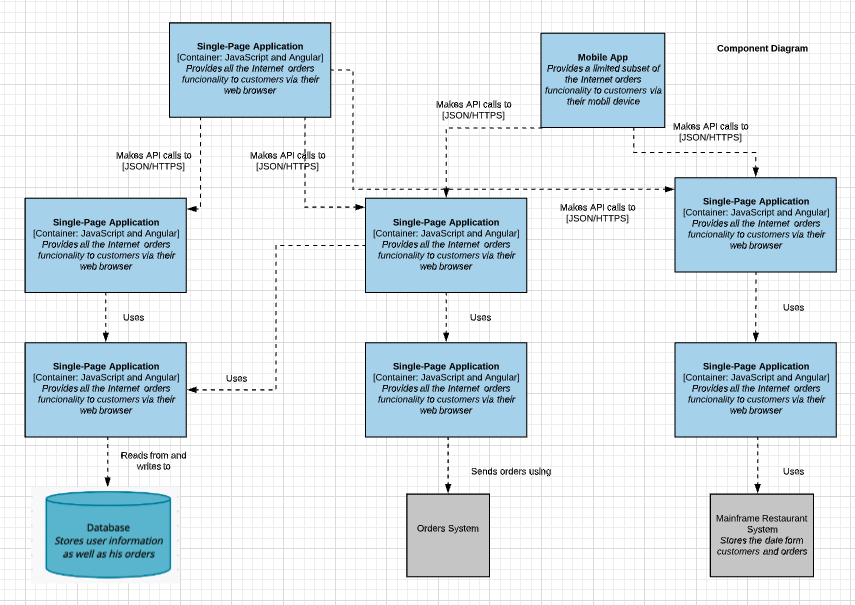 Single-Page Application
[Container: JavaScript and Angular]
Provides all the Internet orders
funcionality to customers via their
web browser
Mobile App
Provides a limited subset of
the Internet orders
funcionality to customers via
their mobil device
Component Diagram
Makes API calls to
[JSON/HTTPS]
Makes API calls to
[JSON/HTTPS]
Makes API calls to
[JSON/HTTPS]
Makes API calls to
[JSON/HTTPS]
Makes API calls to
[JSON/HTTPS]
Single-Page Application
[Container: JavaScript and Angular]
Provides all the Internet orders
funcionality to customers via their
web browser
Single-Page Application
[Container: JavaScript and Angular]
Provides all the Internet orders
funcionality to customers via their
web browser
Single-Page Application
[Container: JavaScript and Angular]
Provides all the Internet orders
funcionality to customers via their
web browser
Uses
Uses
Uses
Uses
Single-Page Application
[Container: JavaScript and Angular]
Provides all the Internet orders
funcionality to customers via their
web browser
Single-Page Application
[Container: JavaScript and Angular]
Provides all the Internet orders
funcionality to customers via their
web browser
Single-Page Application
[Container: JavaScript and Angular]
Provides all the Internet orders
funcionality to customers via their
web browser
Reads from and
writes to
Sends orders using
Uses
Database
Stores user information
as well as his orders
Orders System
Mainframe Restaurant
System
Stores the date form
customers and orders